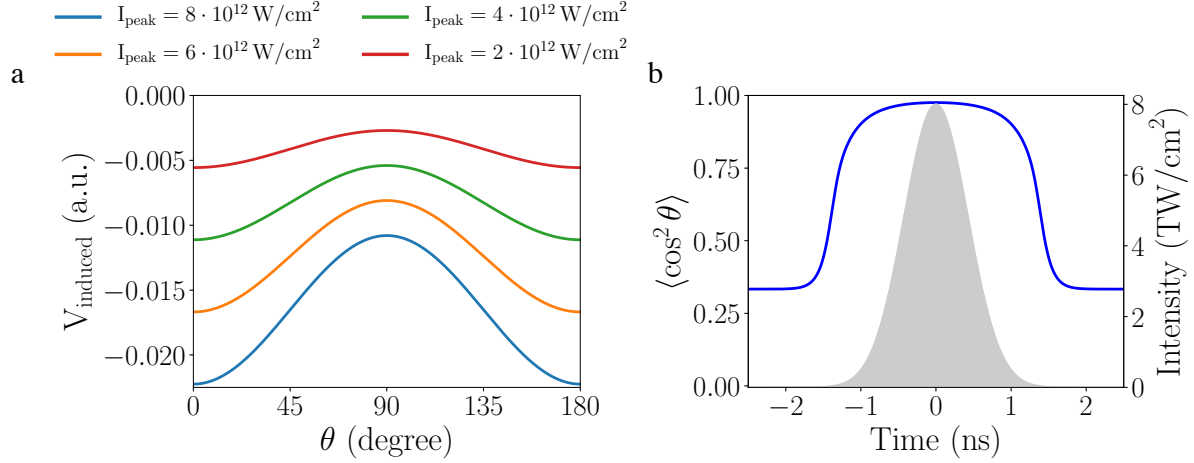 I_peak = 8 · 10^12 W/cm^2
I_peak = 4 · 10^12 W/cm^2
I_peak = 6 · 10^12 W/cm^2
I_peak = 2 · 10^12 W/cm^2
a
b
0.000
−0.005
−0.010
−0.015
−0.020
V_induced (a.u.)
0 45 90 135 180
θ (degree)
1.00
0.75
0.50
0.25
0.00
⟨cos^2 θ⟩
8
6
4
2
0
Intensity (TW/cm^2)
−2 −1 0 1 2
Time (ns)